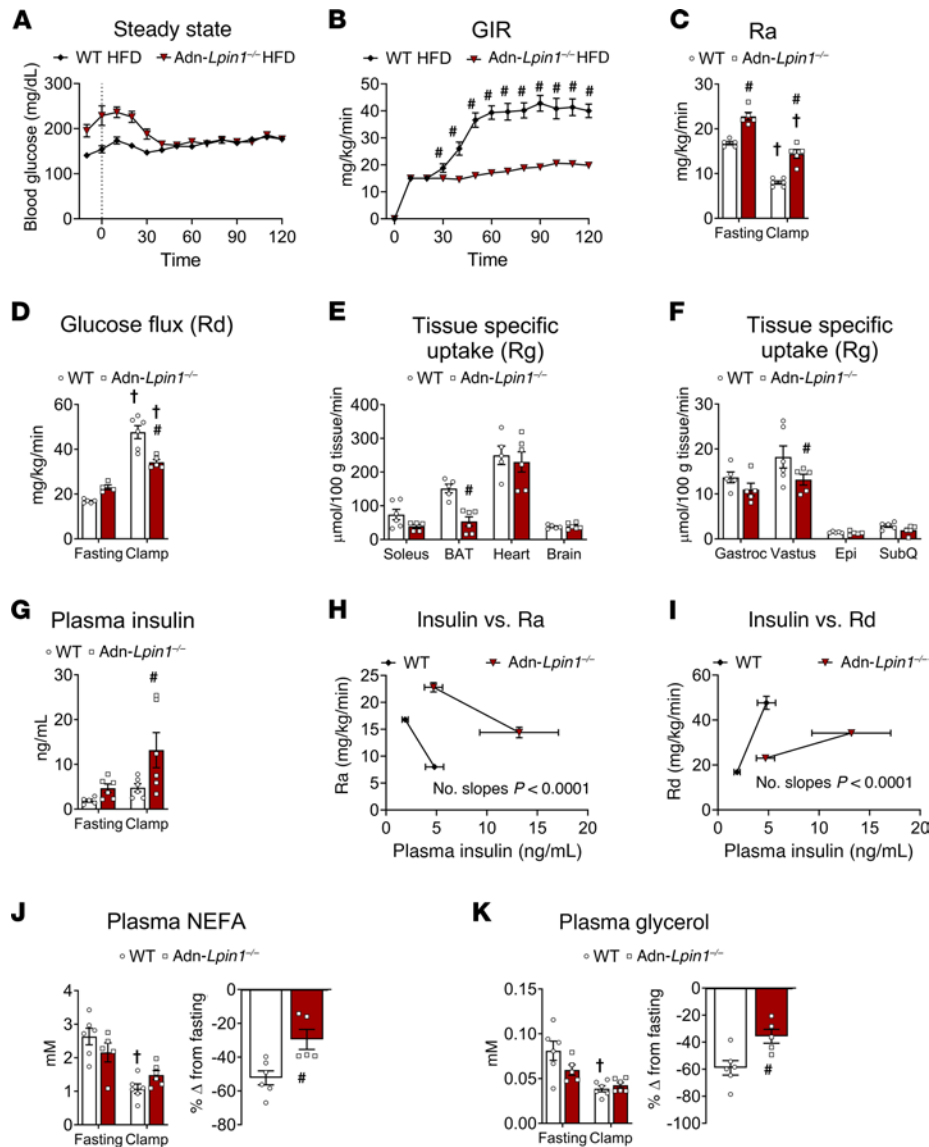 A
Steady state
WT HFD Adn-Lpin1⁻/⁻HFD
Blood glucose (mg/dL)
300
200
150
100
0
0 30 60 90 120
Time
B
GIR
WT HFD Adn-Lpin1⁻/⁻HFD
mg/kg/min
50
40
30
20
10
0
# # # # # # # # # #
0 30 60 90 120
Time
C
Ra
WT Adn-Lpin1⁻/⁻
mg/kg/min
40
30
20
10
0
# † # †
Fasting Clamp
D
Glucose flux (Rd)
WT Adn-Lpin1⁻/⁻
mg/kg/min
60
40
20
0
† † #
Fasting Clamp
E
Tissue specific
uptake (Rg)
WT Adn-Lpin1⁻/⁻
µmol/100 g tissue/min
400
300
200
100
0
#
Soleus BAT Heart Brain
F
Tissue specific
uptake (Rg)
WT Adn-Lpin1⁻/⁻
µmol/100 g tissue/min
40
30
20
10
0
#
Gastroc Vastus Epi SubQ
G
Plasma insulin
WT Adn-Lpin1⁻/⁻
ng/mL
30
20
10
0
#
Fasting Clamp
H
Insulin vs. Ra
WT Adn-Lpin1⁻/⁻
Ra (mg/kg/min)
25
20
15
10
5
0
No. slopes P < 0.0001
0 5 10 15 20
Plasma insulin (ng/mL)
I
Insulin vs. Rd
WT Adn-Lpin1⁻/⁻
Rd (mg/kg/min)
60
40
20
0
No. slopes P < 0.0001
0 5 10 15 20
Plasma insulin (ng/mL)
J
Plasma NEFA
WT Adn-Lpin1⁻/⁻
mM
4
3
2
1
0
†
Fasting Clamp
% Δ from fasting
0
-20
-40
-60
-80
#
K
Plasma glycerol
WT Adn-Lpin1⁻/⁻
mM
0.15
0.10
0.05
0.00
†
Fasting Clamp
% Δ from fasting
0
-20
-40
-60
-80
-100
#